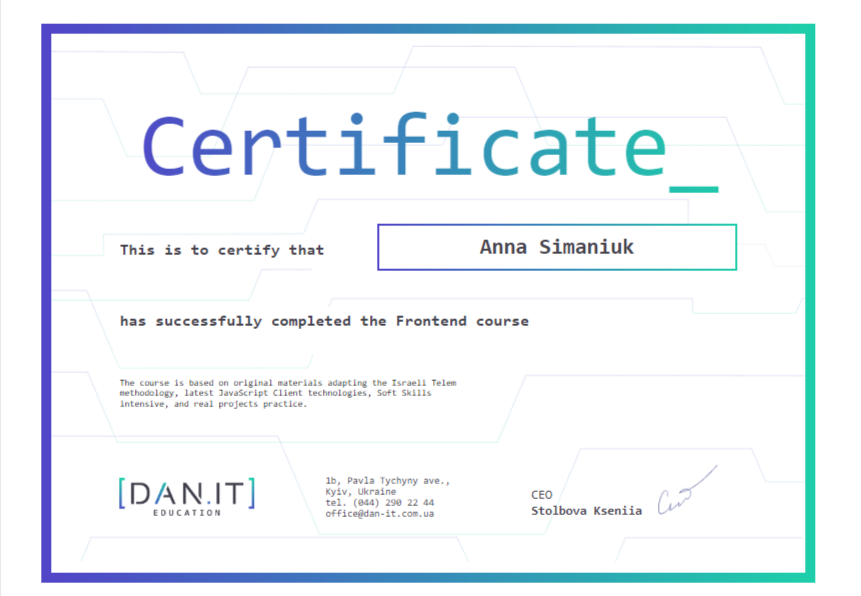 Certificate_
This is to certify that
Anna Simaniuk
has successfully completed the Frontend course
The course is based on original materials adapting the Israeli Telem
methodology, latest JavaScript Client technologies, Soft Skills
intensive, and real projects practice.
[DAN.IT]
EDUCATION
1b, Pavla Tychyny ave.,
Kyiv, Ukraine
tel. (044) 290 22 44
office@dan-it.com.ua
CEO
Stolbova Kseniia